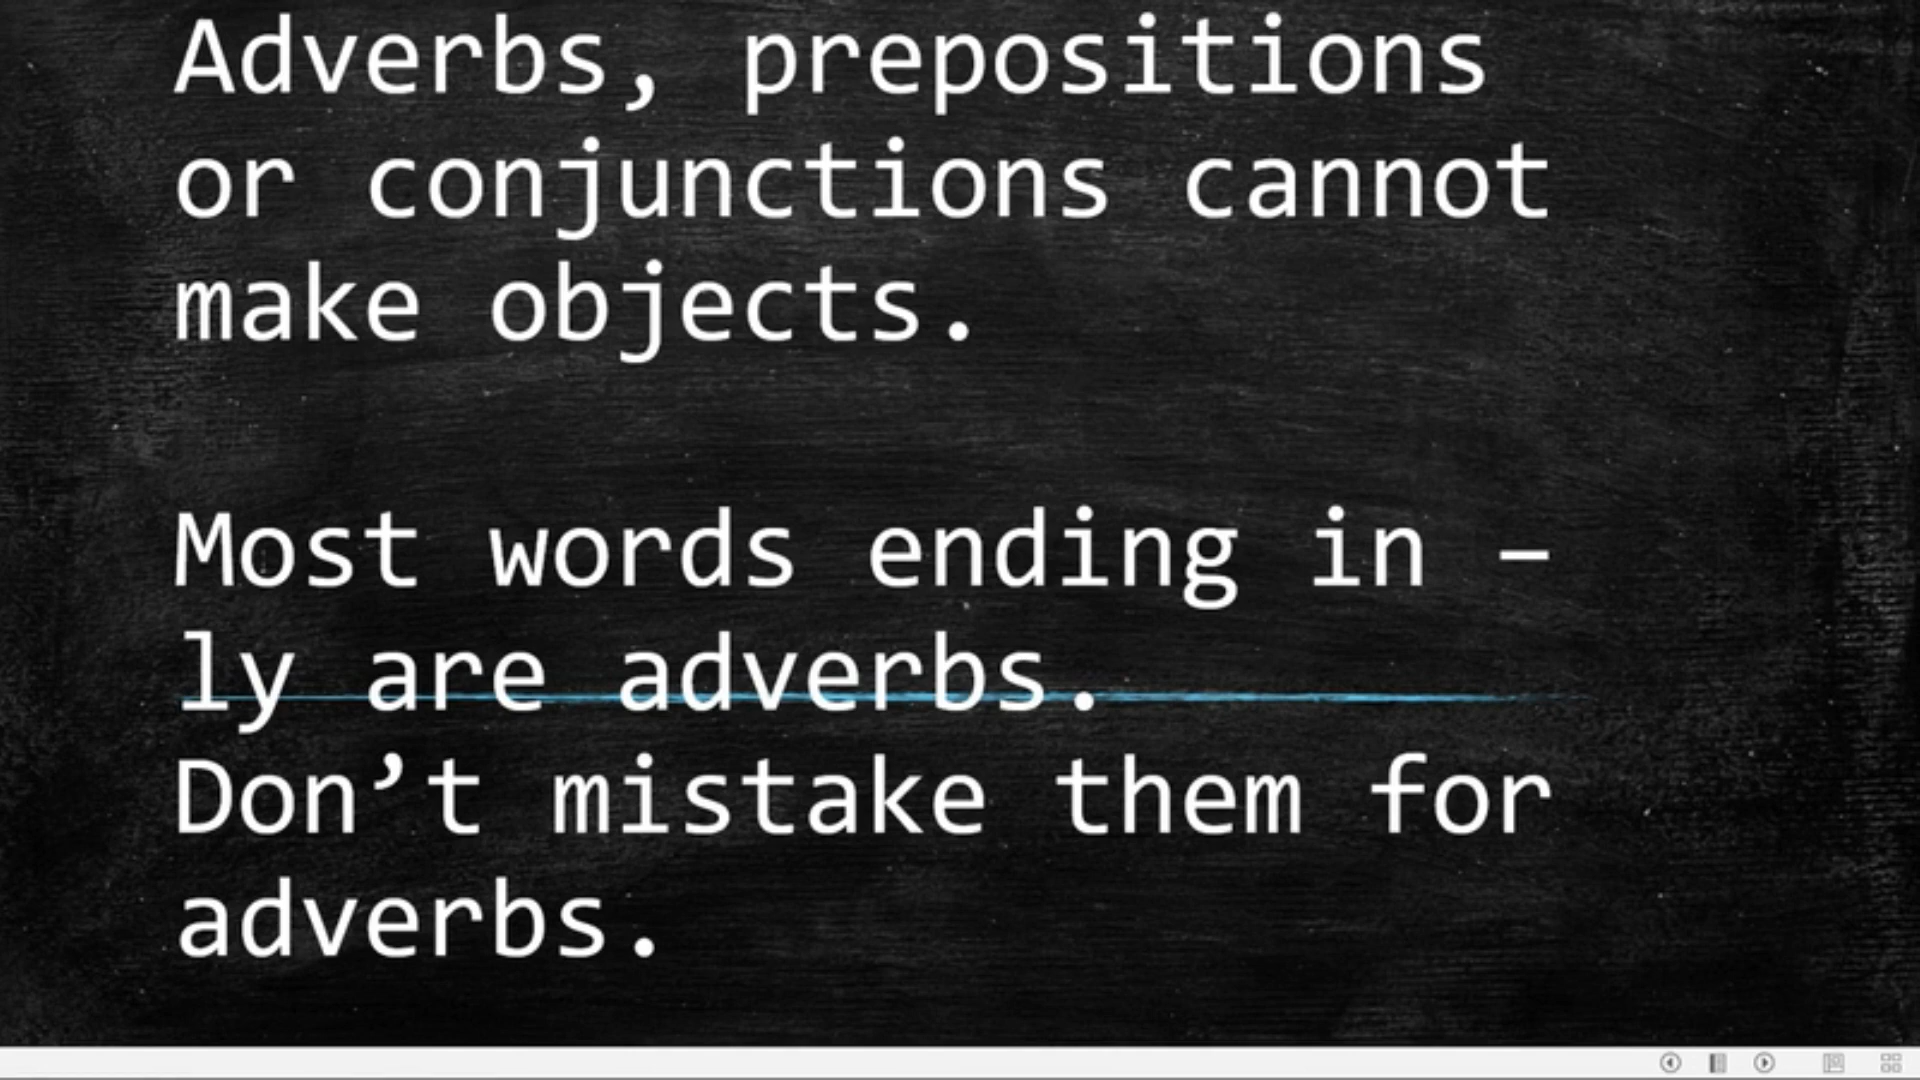 Adverbs, prepositions
or conjunctions cannot
make objects.
Most words ending in –
ly are adverbs.
Don’t mistake them for
adverbs.